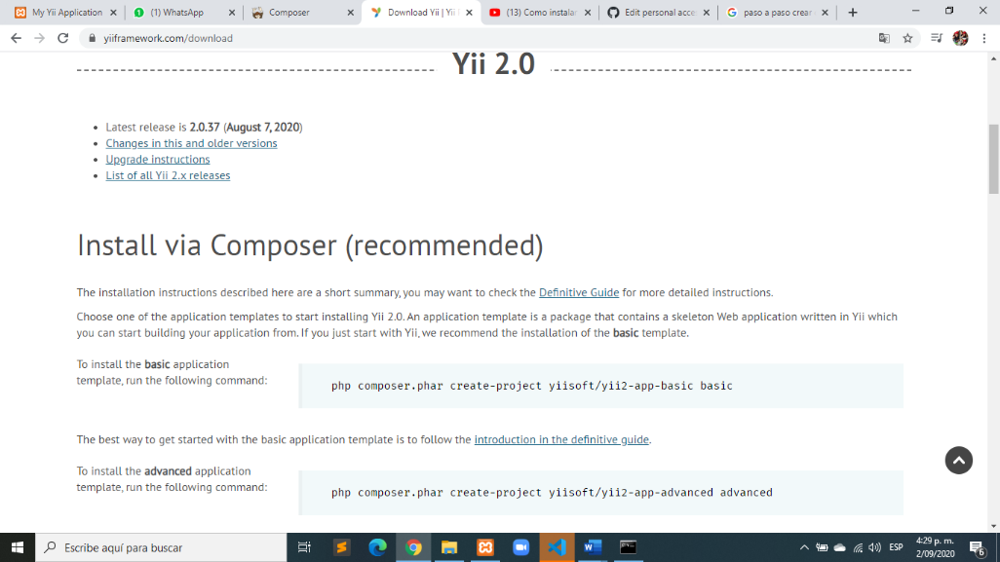 My Yii Application
(1) WhatsApp
Composer
Download Yii | Yii
(13) Como instala
Edit personal acce
paso a paso crear
yiiframework.com/download
Yii 2.0
Latest release is 2.0.37 (August 7, 2020)
Changes in this and older versions
Upgrade instructions
List of all Yii 2.x releases
Install via Composer (recommended)
The installation instructions described here are a short summary, you may want to check the Definitive Guide for more detailed instructions.
Choose one of the application templates to start installing Yii 2.0. An application template is a package that contains a skeleton Web application written in Yii which
you can start building your application from. If you just start with Yii, we recommend the installation of the basic template.
To install the basic application
template, run the following command:
php composer.phar create-project yiisoft/yii2-app-basic basic
The best way to get started with the basic application template is to follow the introduction in the definitive guide.
To install the advanced application
template, run the following command:
php composer.phar create-project yiisoft/yii2-app-advanced advanced
Escribe aquí para buscar
ESP
4:29 p. m.
2/09/2020
6